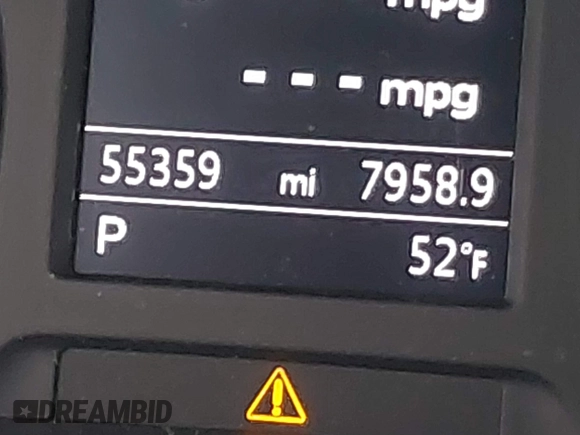 mpg
--- mpg
55359 mi 7958.9
P 52°F
DREAMBID